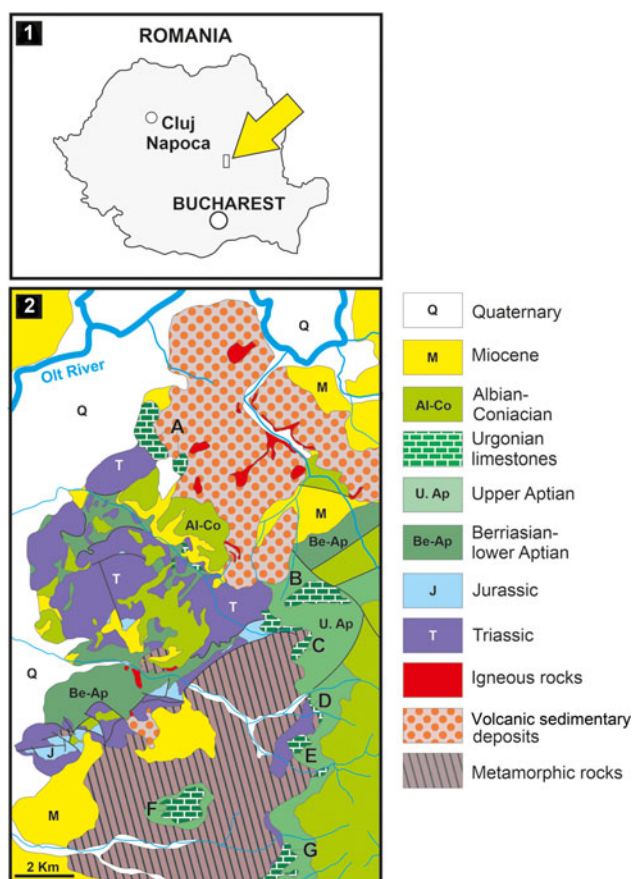 1
ROMANIA
Cluj
Napoca
BUCHAREST
2
Q
M
Olt River
Q
M
A
T
Al-Co
M
Be-Ap
T
T
B
U. Ap
C
Q
Be-Ap
D
J
E
M
F
G
2 Km
Q Quaternary
M Miocene
Al-Co Albian-
Coniacian
Urgonian
limestones
U. Ap Upper Aptian
Be-Ap Berriasian-
lower Aptian
J Jurassic
T Triassic
Igneous rocks
Volcanic sedimentary
deposits
Metamorphic rocks